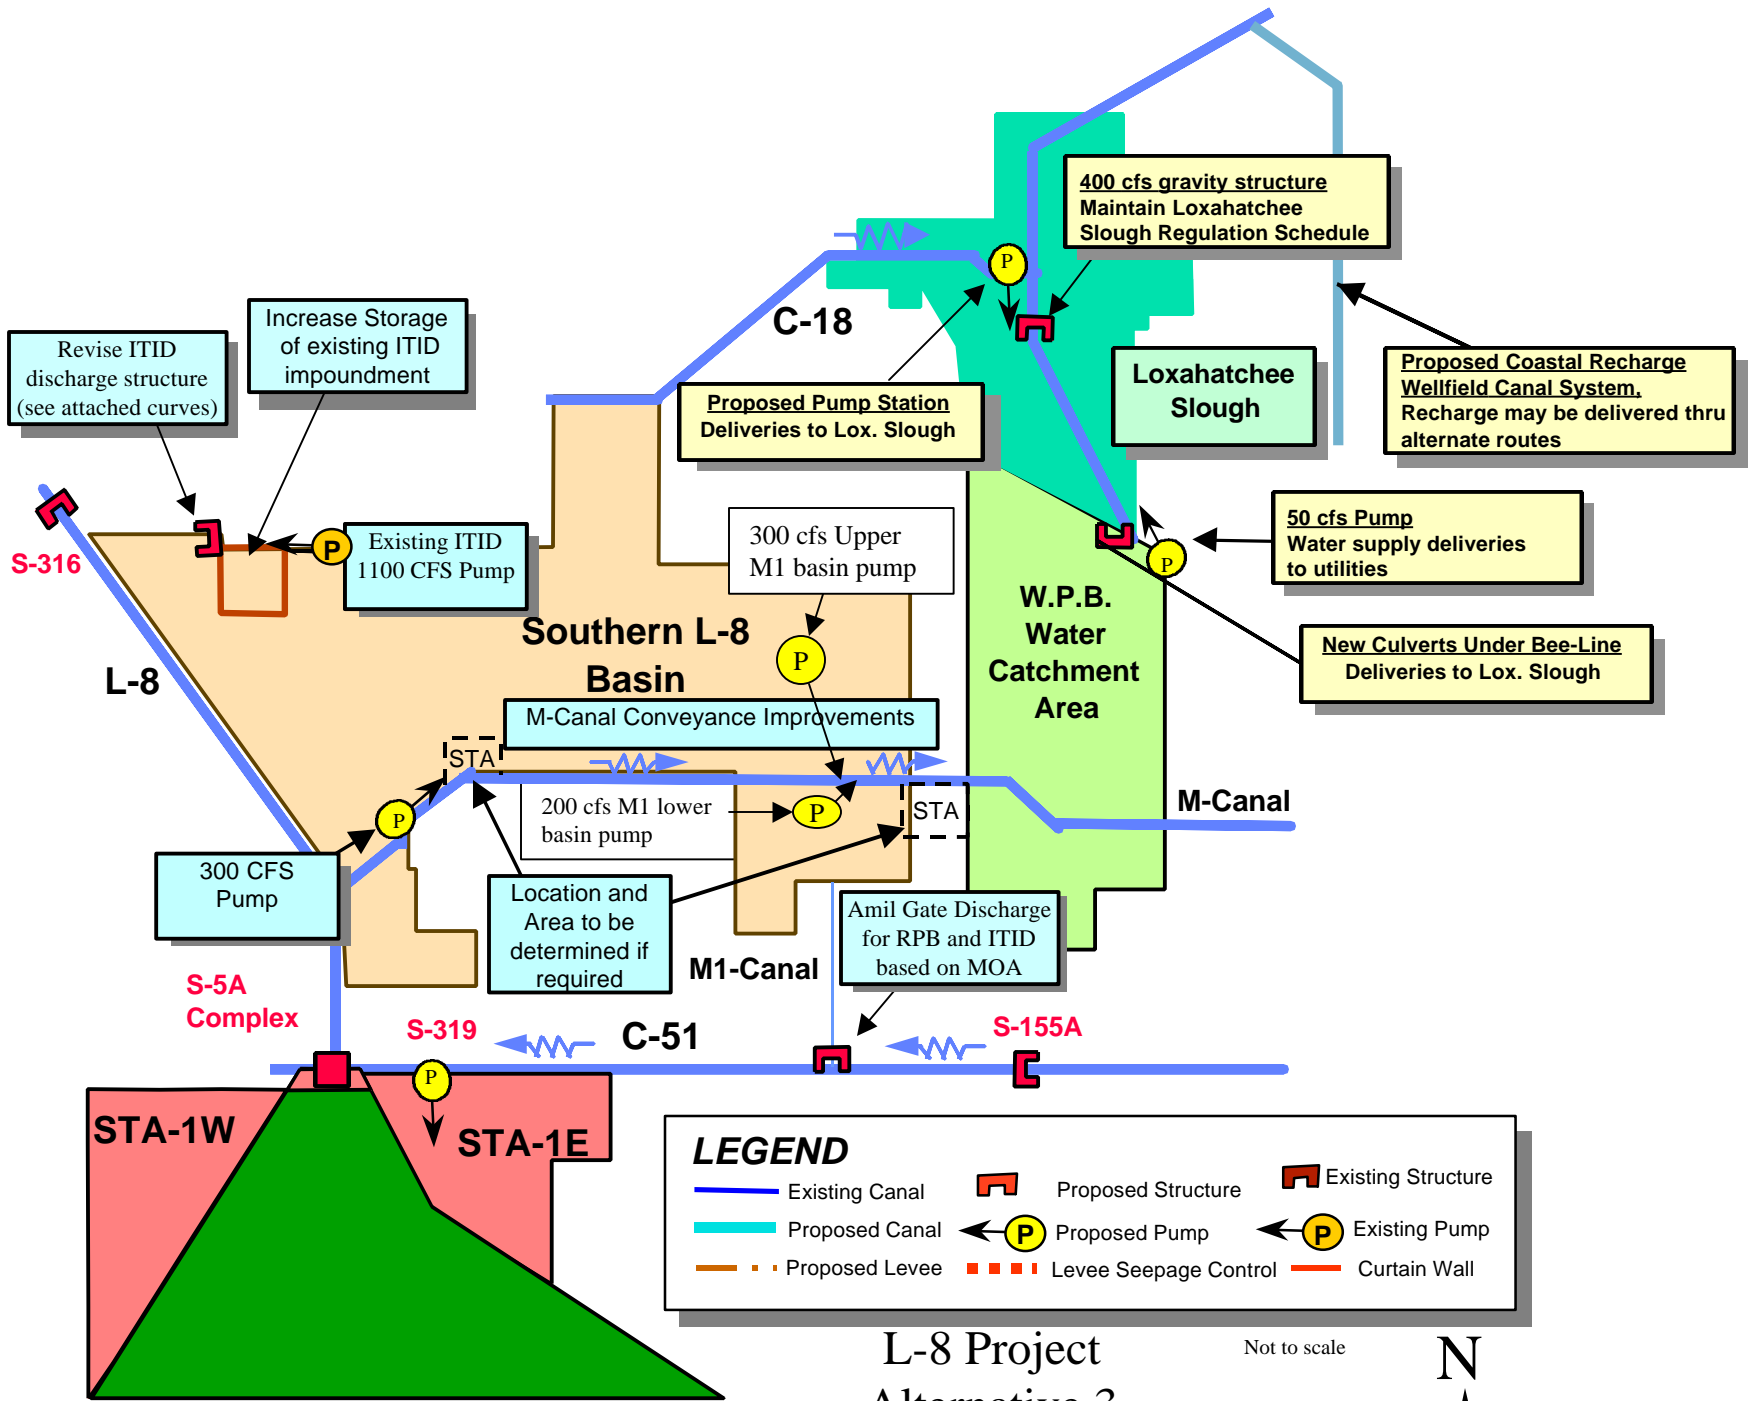 400 cfs gravity structure
Maintain Loxahatchee
Slough Regulation Schedule
P
C-18
Increase Storage
of existing ITID
impoundment
Revise ITID
discharge structure
(see attached curves)
Proposed Pump Station
Deliveries to Lox. Slough
Loxahatchee
Slough
Proposed Coastal Recharge
Wellfield Canal System,
Recharge may be delivered thru
alternate routes
S-316
P
Existing ITID
1100 CFS Pump
300 cfs Upper
M1 basin pump
50 cfs Pump
Water supply deliveries
to utilities
P
W.P.B.
Water
Catchment
Area
New Culverts Under Bee-Line
Deliveries to Lox. Slough
L-8
Southern L-8
Basin
P
M-Canal Conveyance Improvements
STA
200 cfs M1 lower
basin pump
P
STA
M-Canal
P
300 CFS
Pump
Location and
Area to be
determined if
required
Amil Gate Discharge
for RPB and ITID
based on MOA
M1-Canal
S-5A
Complex
S-319
C-51
S-155A
P
STA-1W
STA-1E
LEGEND
Existing Canal
Proposed Structure
Existing Structure
Proposed Canal
P
Proposed Pump
P
Existing Pump
Proposed Levee
Levee Seepage Control
Curtain Wall
L-8 Project
Not to scale
N
Alternative 3